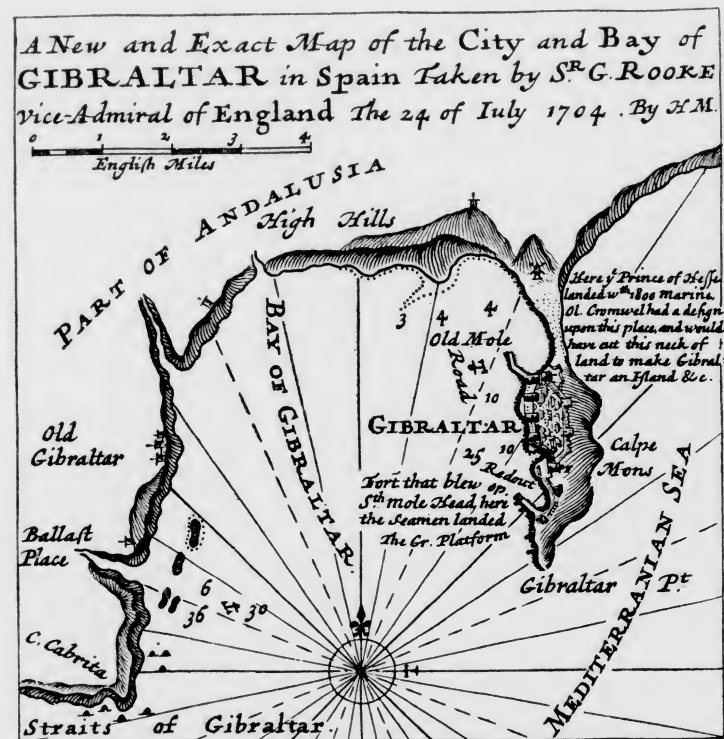 A New and Exact Map of the City and Bay of
GIBRALTAR in Spain Taken by Sᴿ G. ROOKE
Vice-Admiral of England The 24 of Iuly 1704 . By H M.
0 1 2 3 4
Engliſh Miles
PART OF ANDALUSIA
High Hills
Here yᵉ Prince of Heſſe
landed wᵗʰ 1800 marins,
Ol. Cromwel had a deſign
upon this place, and would
have cut this neck of
land to make Gibral
tar an Iſland &c.
BAY OF GIBRALTAR.
3
4
4
Old Mole
Road
10
GIBRALTAR
10
25
Redout
Calpe
Mons
Old
Gibraltar
Fort that blew op.
Sᵗʰ mole Head, here
the Seamen landed
The Gr. Platform
Ballaſt
Place
Gibraltar Pᵗ.
MEDITERRANIAN SEA
6
36
30
C. Cabrita
Straits of Gibraltar.